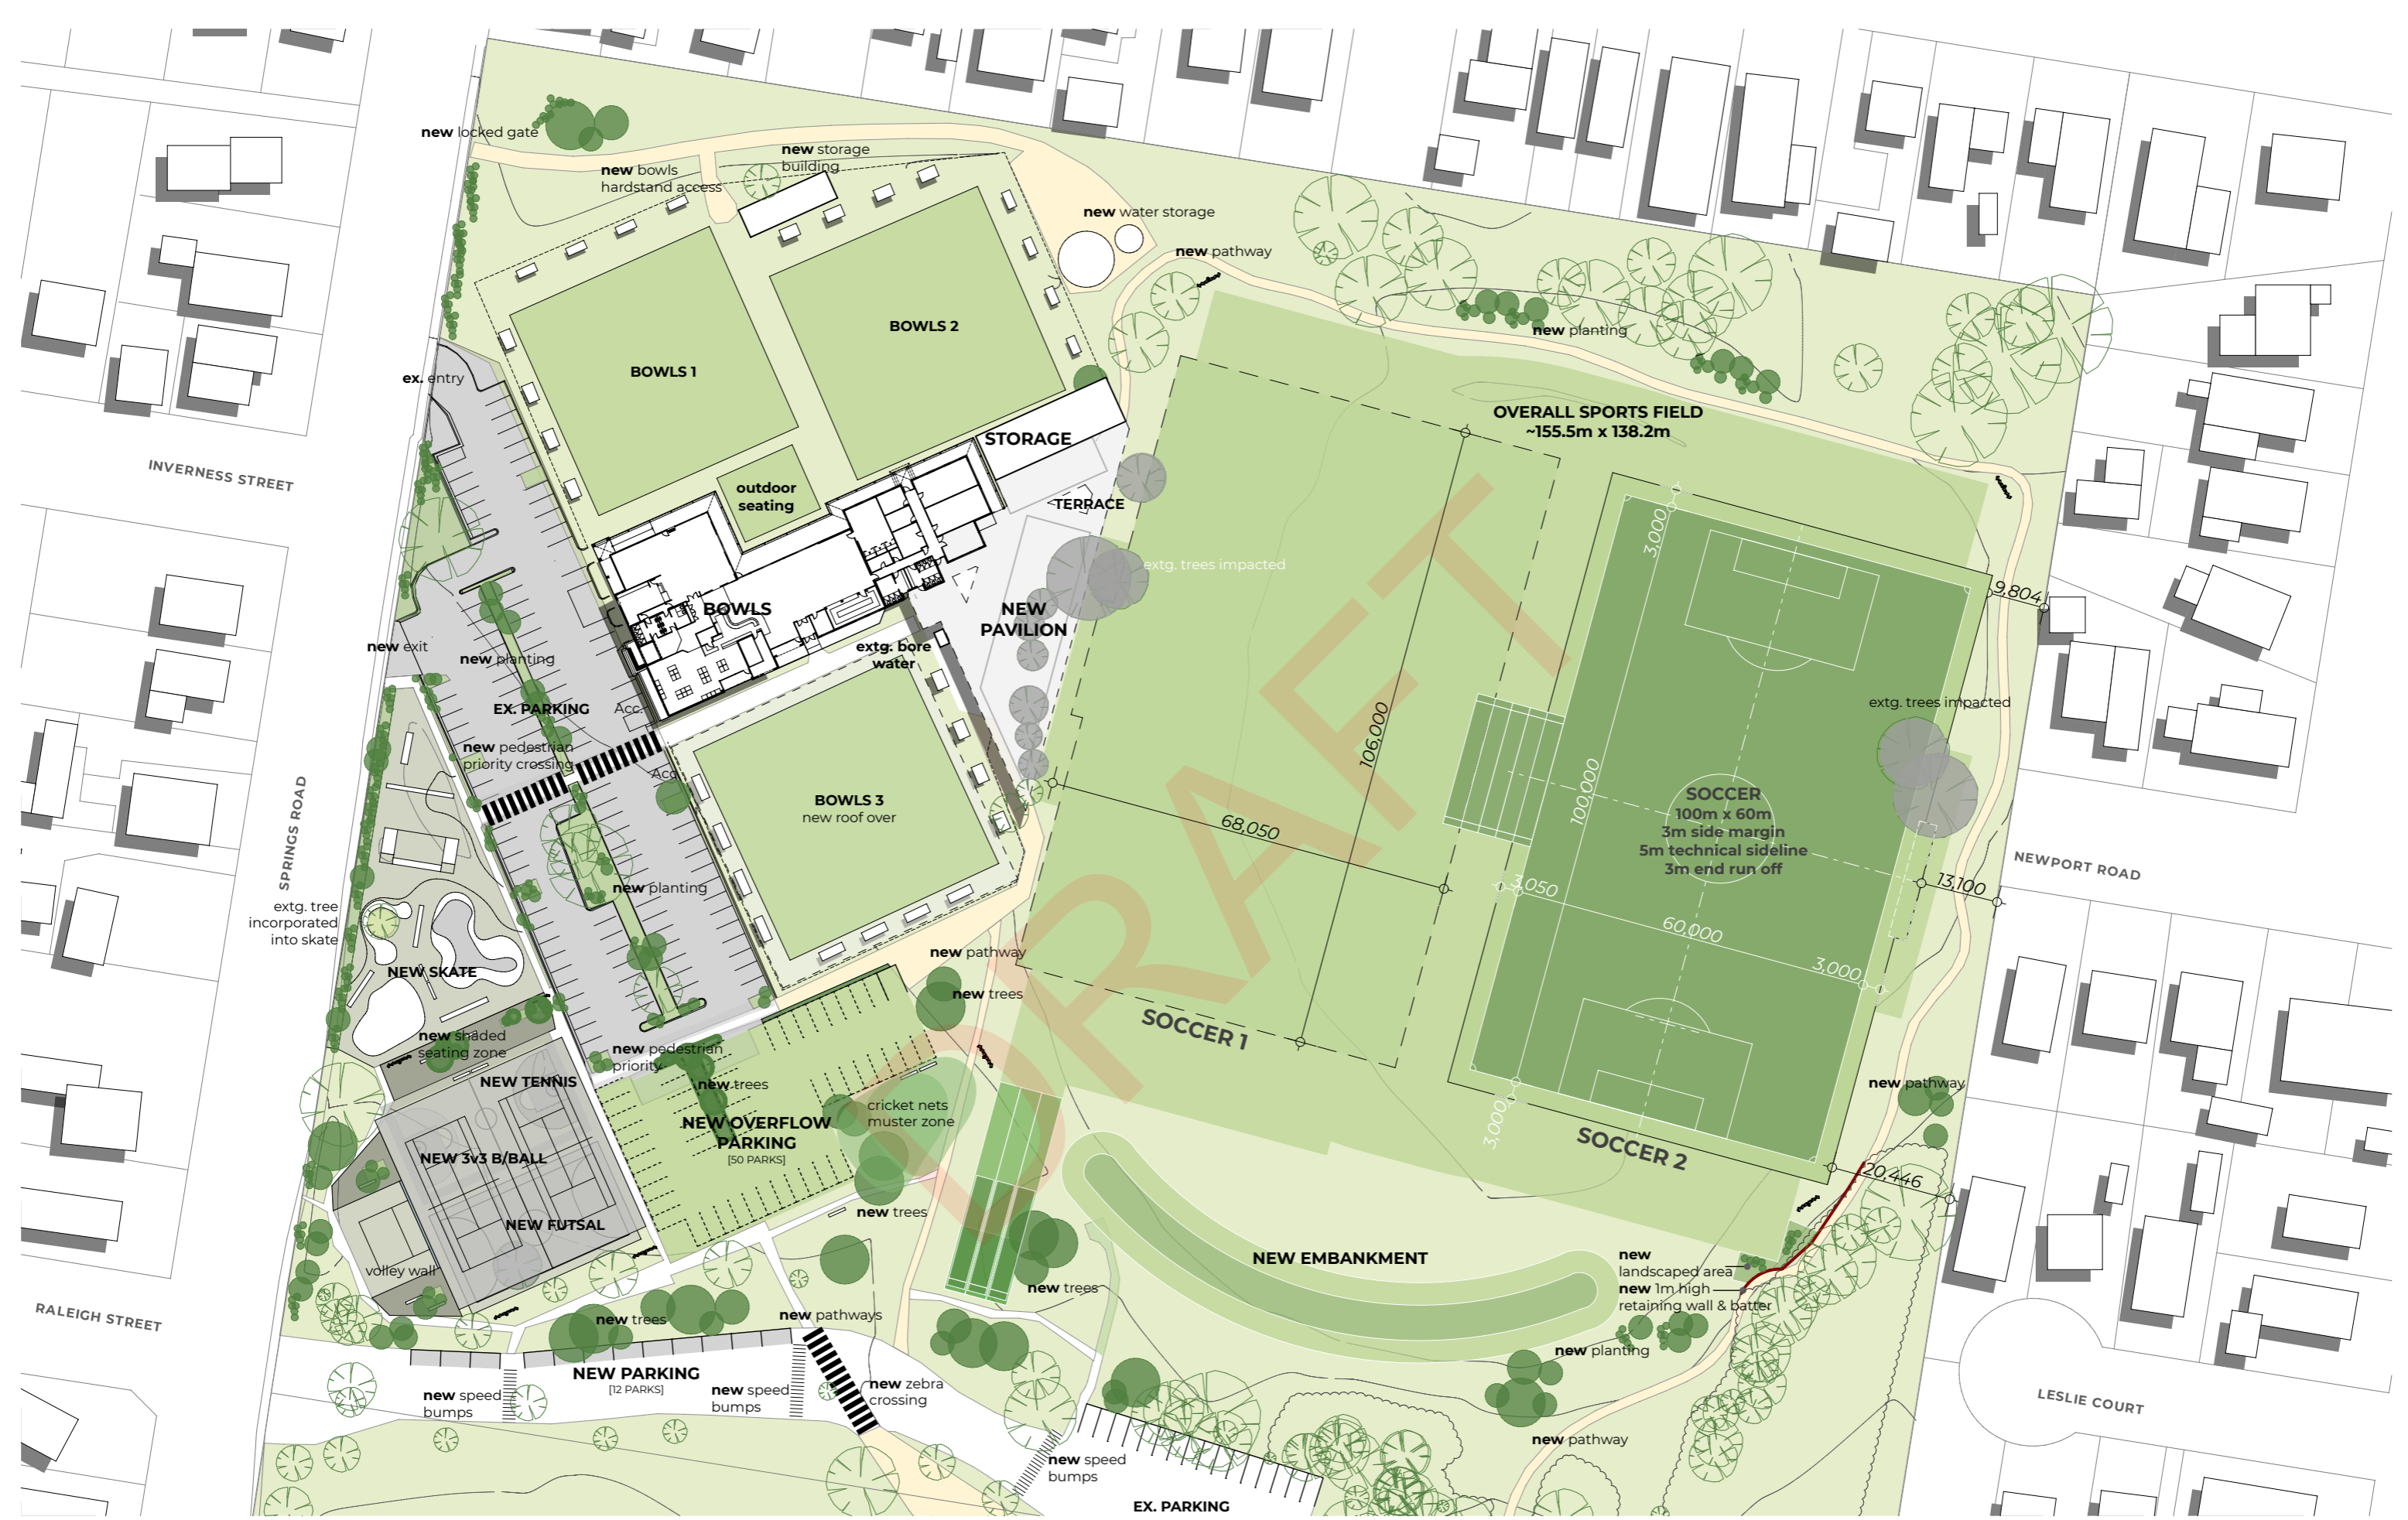 new locked gate
new bowls
hardstand access
new storage
building
new water storage
new pathway
new planting
BOWLS 1
BOWLS 2
ex. entry
OVERALL SPORTS FIELD
~155.5m x 138.2m
STORAGE
INVERNESS STREET
outdoor
seating
TERRACE
3,000
extg. trees impacted
9,804
BOWLS
NEW
PAVILION
new exit
new planting
extg. bore
water
EX. PARKING
Acc.
extg. trees impacted
new pedestrian
priority crossing
Acc.
106,000
100,000
SPRINGS ROAD
BOWLS 3
new roof over
68,050
SOCCER
100m x 60m
3m side margin
5m technical sideline
3m end run off
NEWPORT ROAD
new planting
3,050
13,100
extg. tree
incorporated
into skate
60,000
new pathway
NEW SKATE
3,000
new trees
DRAFT
SOCCER 1
new shaded
seating zone
new pedestrian
priority
NEW TENNIS
new trees
new pathway
cricket nets
muster zone
NEW OVERFLOW
PARKING
[50 PARKS]
3,000
SOCCER 2
NEW 3v3 B/BALL
20,446
new trees
NEW FUTSAL
NEW EMBANKMENT
new
landscaped area
new 1m high
retaining wall & batter
volley wall
new trees
RALEIGH STREET
new trees
new pathways
new planting
NEW PARKING
[12 PARKS]
new speed
bumps
new speed
bumps
new zebra
crossing
LESLIE COURT
new pathway
new speed
bumps
EX. PARKING